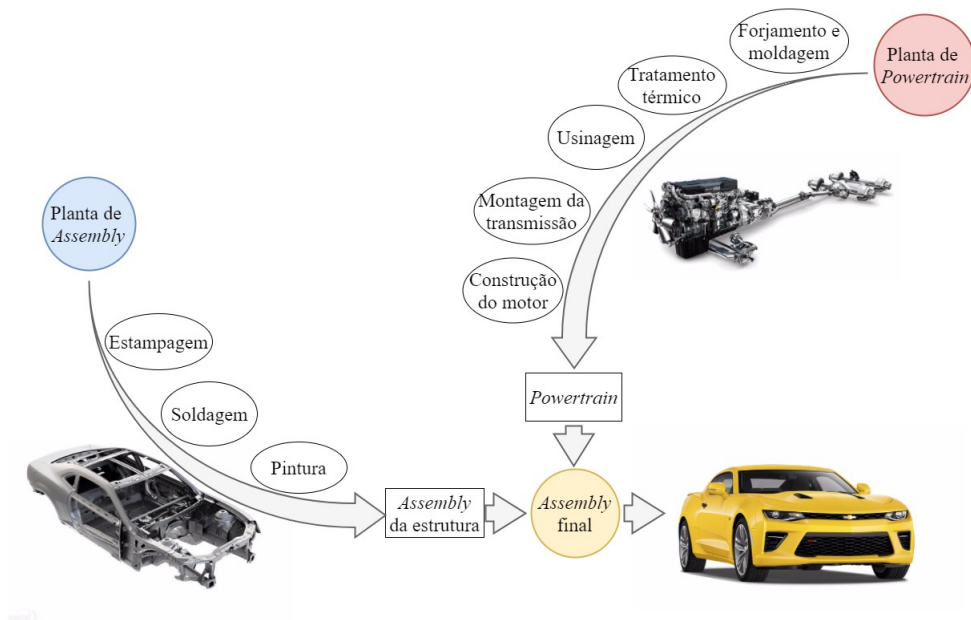 Forjamento e
moldagem
Planta de
Powertrain
Tratamento
térmico
Usinagem
Montagem da
transmissão
Construção
do motor
Planta de
Assembly
Estampagem
Soldagem
Pintura
Powertrain
Assembly
da estrutura
Assembly
final